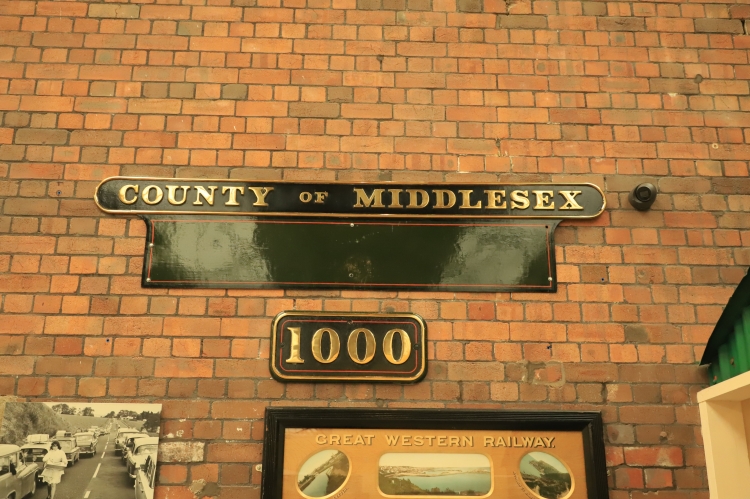 COUNTY OF MIDDLESEX
1000
GREAT WESTERN RAILWAY.